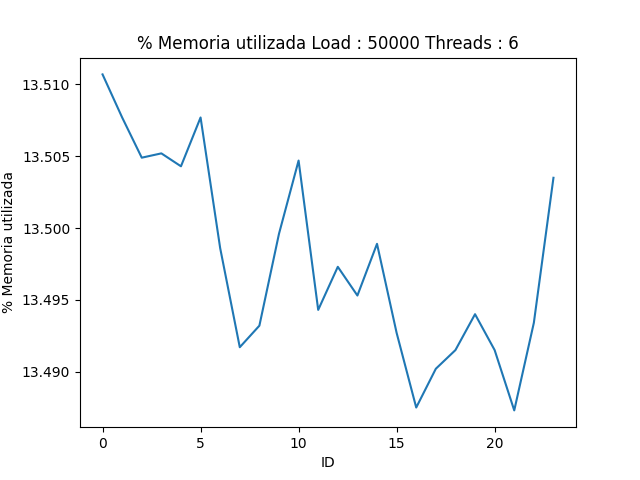 % Memoria utilizada Load : 50000 Threads : 6
13.510
13.505
13.500
13.495
13.490
% Memoria utilizada
0 5 10 15 20
ID